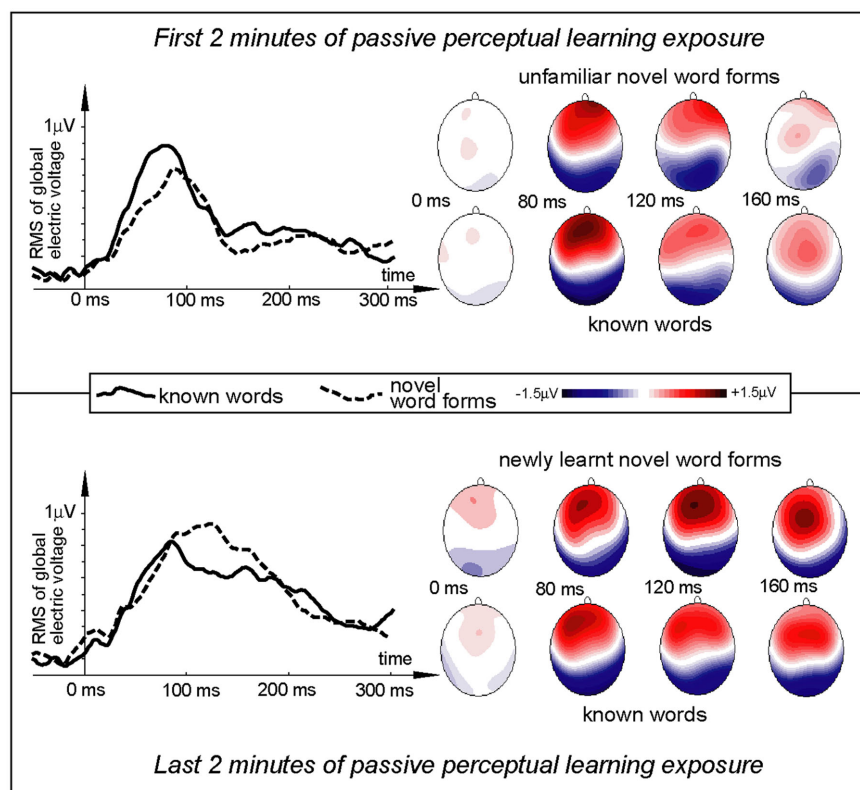 First 2 minutes of passive perceptual learning exposure
unfamiliar novel word forms
1µV
RMS of global
electric voltage
0 ms
80 ms
120 ms
160 ms
time
0 ms
100 ms
200 ms
300 ms
known words
known words
novel
word forms
-1.5µV
+1.5µV
newly learnt novel word forms
1µV
RMS of global
electric voltage
0 ms
80 ms
120 ms
160 ms
time
0 ms
100 ms
200 ms
300 ms
known words
Last 2 minutes of passive perceptual learning exposure